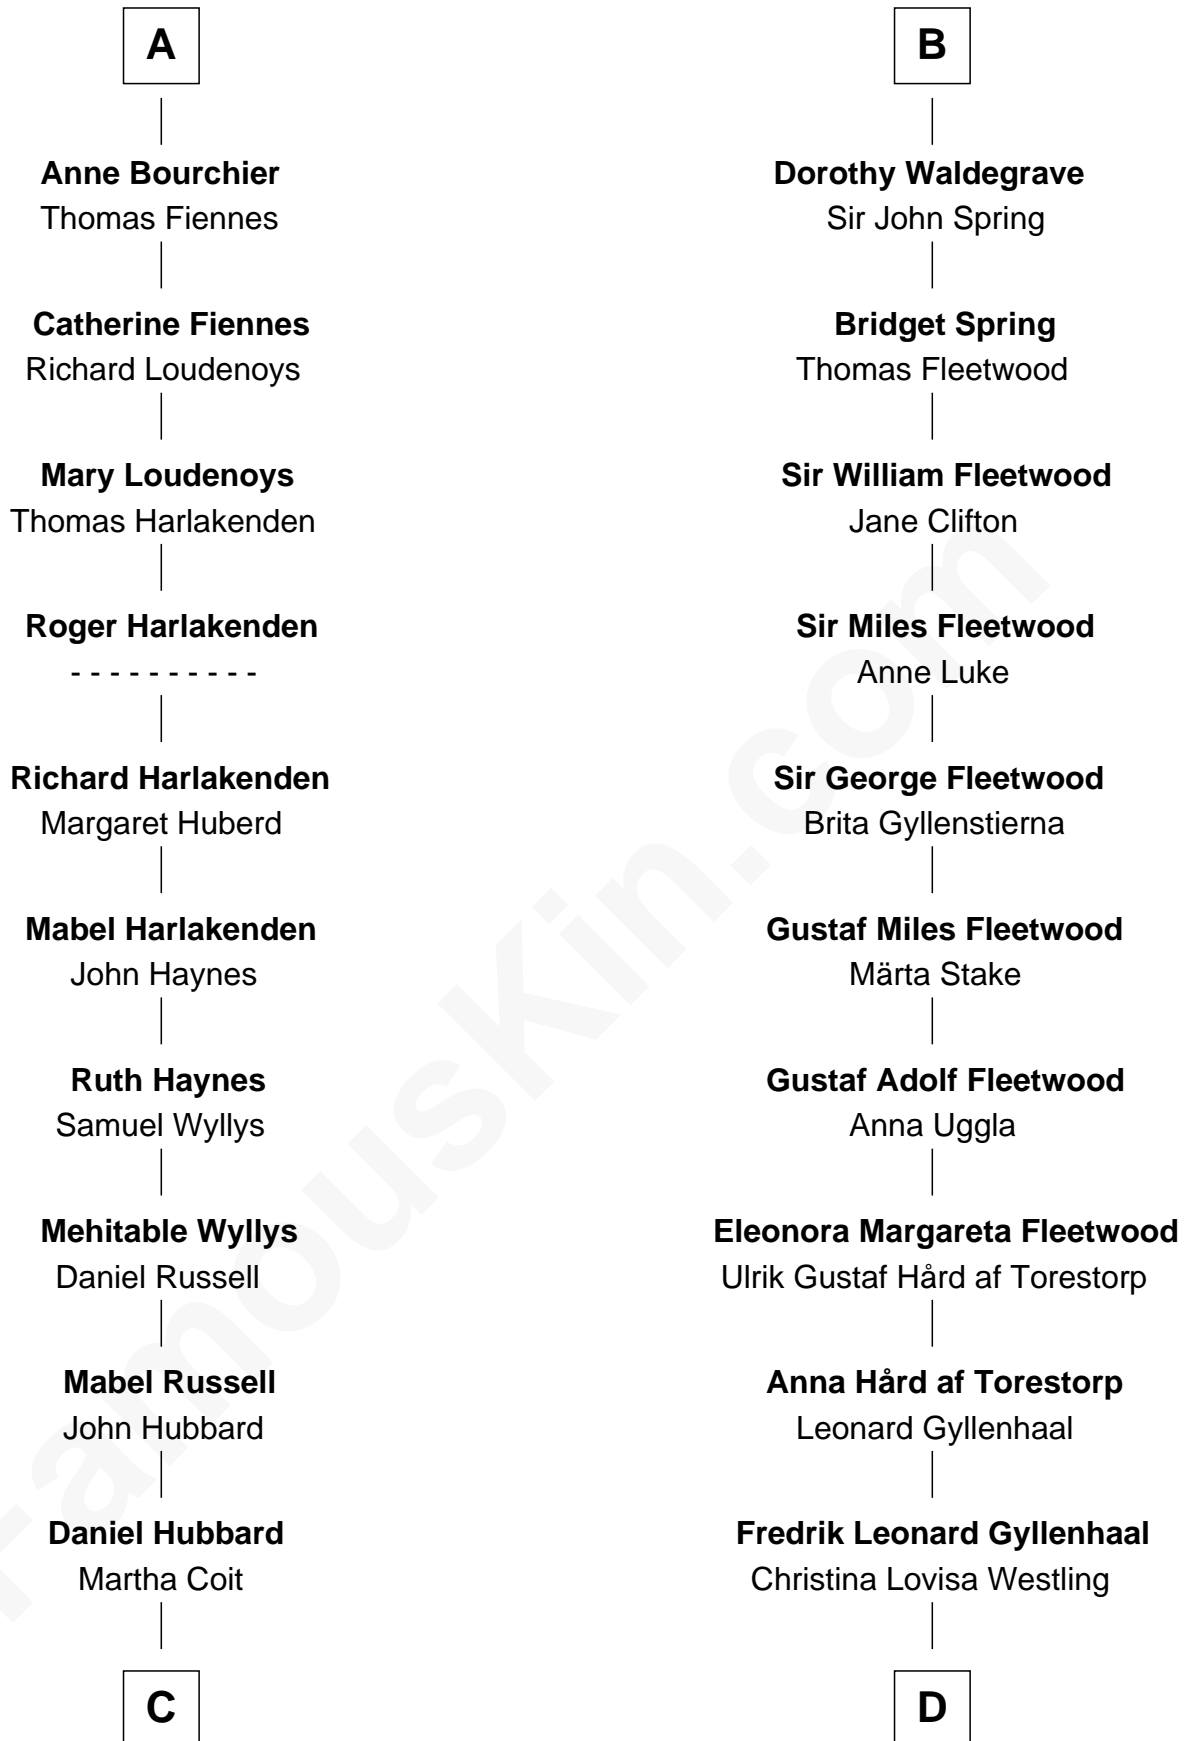 A
Anne Bourchier
Thomas Fiennes
Catherine Fiennes
Richard Loudenoys
Mary Loudenoys
Thomas Harlakenden
Roger Harlakenden
- - - - - - - - - -
Richard Harlakenden
Margaret Huberd
Mabel Harlakenden
John Haynes
Ruth Haynes
Samuel Wyllys
Mehitable Wyllys
Daniel Russell
Mabel Russell
John Hubbard
Daniel Hubbard
Martha Coit
C
B
Dorothy Waldegrave
Sir John Spring
Bridget Spring
Thomas Fleetwood
Sir William Fleetwood
Jane Clifton
Sir Miles Fleetwood
Anne Luke
Sir George Fleetwood
Brita Gyllenstierna
Gustaf Miles Fleetwood
Märta Stake
Gustaf Adolf Fleetwood
Anna Uggla
Eleonora Margareta Fleetwood
Ulrik Gustaf Hård af Torestorp
Anna Hård af Torestorp
Leonard Gyllenhaal
Fredrik Leonard Gyllenhaal
Christina Lovisa Westling
D
FamousKin.com